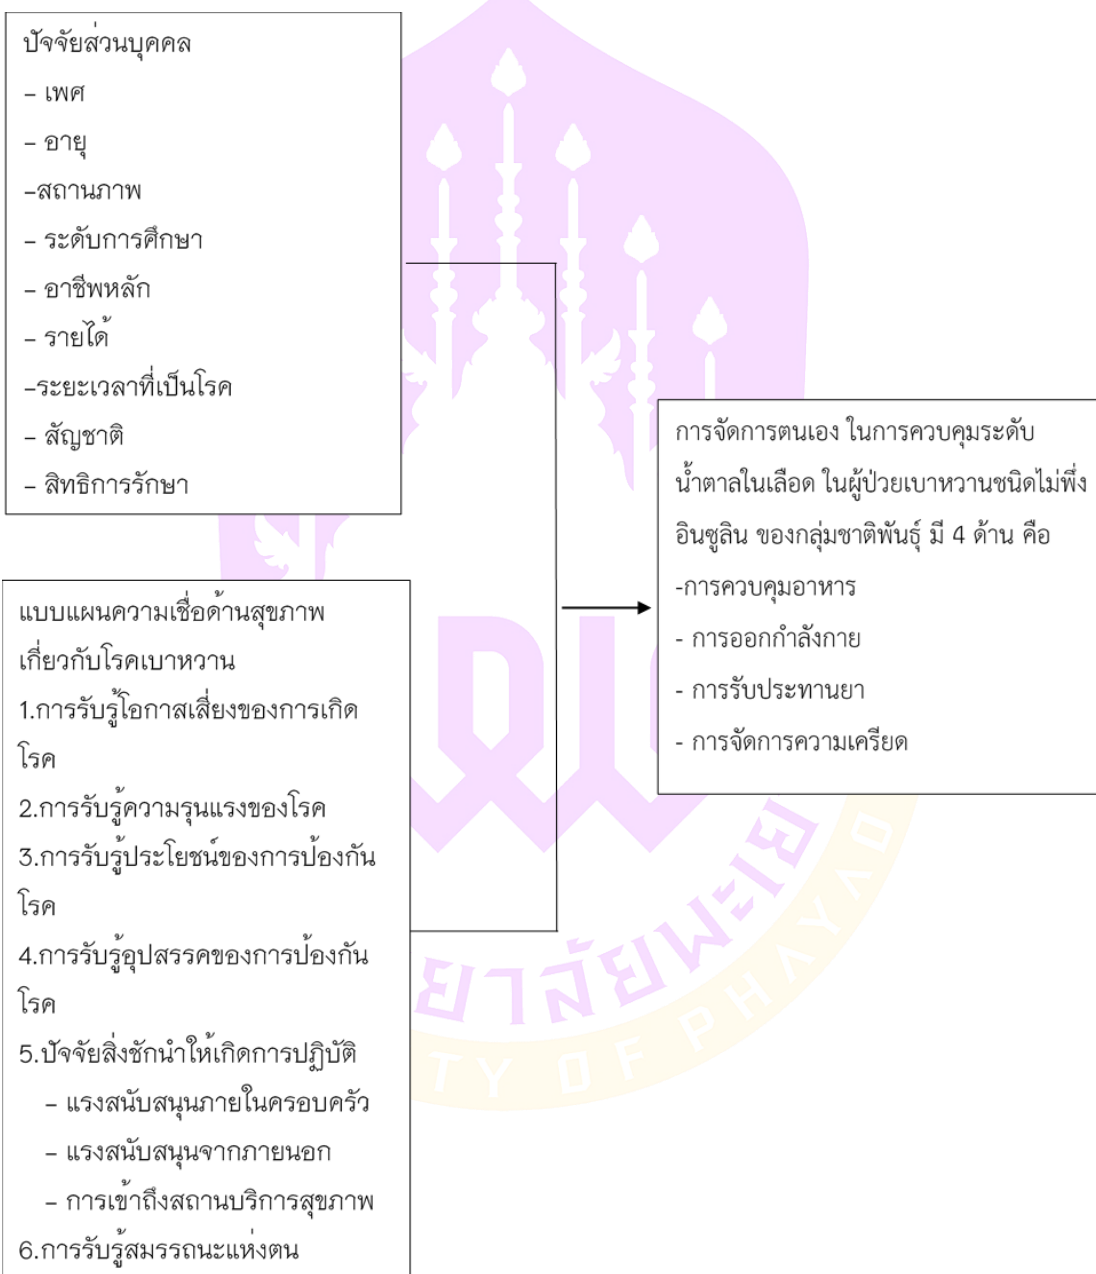 ปัจจัยส่วนบุคคล
– เพศ
– อายุ
–สถานภาพ
– ระดับการศึกษา
– อาชีพหลัก
– รายได้
–ระยะเวลาที่เป็นโรค
– สัญชาติ
– สิทธิการรักษา
แบบแผนความเชื่อด้านสุขภาพ
เกี่ยวกับโรคเบาหวาน
1.การรับรู้โอกาสเสี่ยงของการเกิด
โรค
2.การรับรู้ความรุนแรงของโรค
3.การรับรู้ประโยชน์ของการป้องกัน
โรค
4.การรับรู้อุปสรรคของการป้องกัน
โรค
5.ปัจจัยสิ่งชักนำให้เกิดการปฏิบัติ
– แรงสนับสนุนภายในครอบครัว
– แรงสนับสนุนจากภายนอก
– การเข้าถึงสถานบริการสุขภาพ
6.การรับรู้สมรรถนะแห่งตน
การจัดการตนเอง ในการควบคุมระดับ
น้ำตาลในเลือด ในผู้ป่วยเบาหวานชนิดไม่พึ่ง
อินซูลิน ของกลุ่มชาติพันธุ์ มี 4 ด้าน คือ
-การควบคุมอาหาร
- การออกกำลังกาย
- การรับประทานยา
- การจัดการความเครียด
ยาลัยพะเย
TY OF PHAYAO